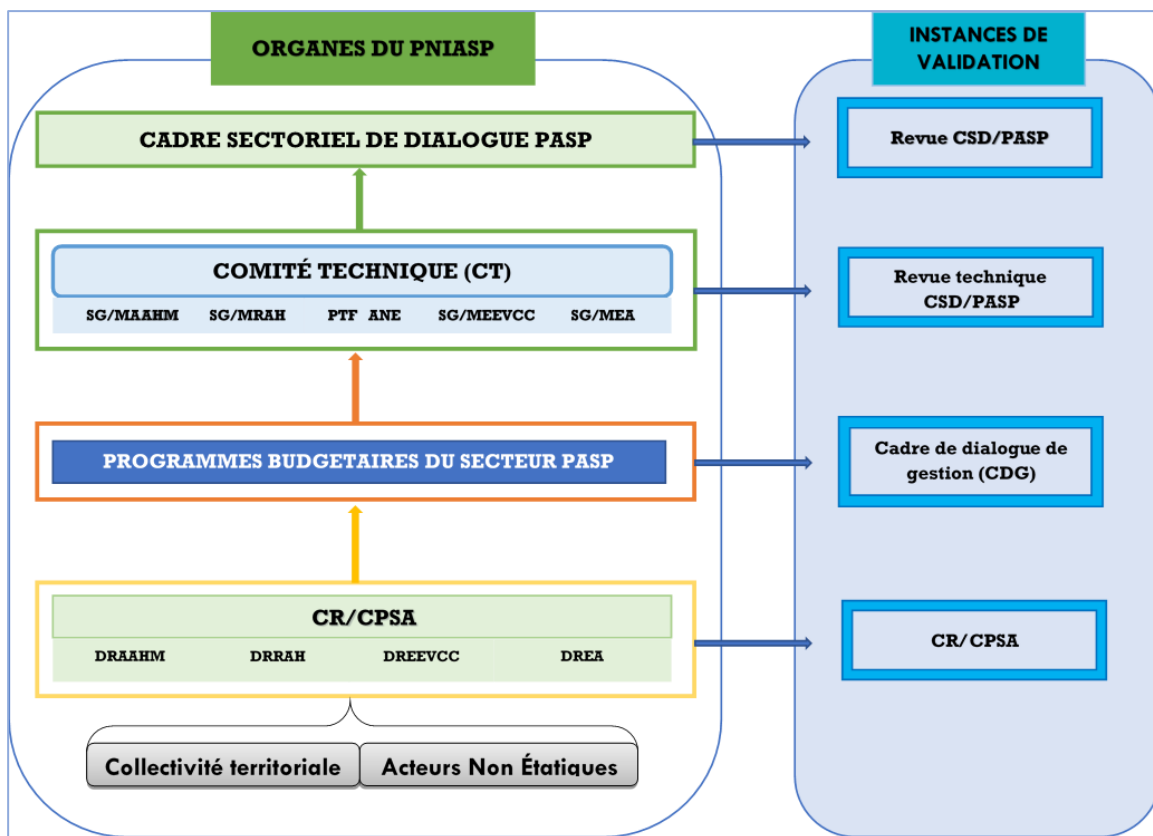 ORGANES DU PNIASP
INSTANCES DE
VALIDATION
CADRE SECTORIEL DE DIALOGUE PASP
Revue CSD/PASP
COMITÉ TECHNIQUE (CT)
SG/MAAHM SG/MRAH PTF ANE SG/MEEVCC SG/MEA
Revue technique
CSD/PASP
PROGRAMMES BUDGETAIRES DU SECTEUR PASP
Cadre de dialogue de
gestion (CDG)
CR/CPSA
DRAAHM DRRAH DREEVCC DREA
CR/CPSA
Collectivité territoriale
Acteurs Non Étatiques